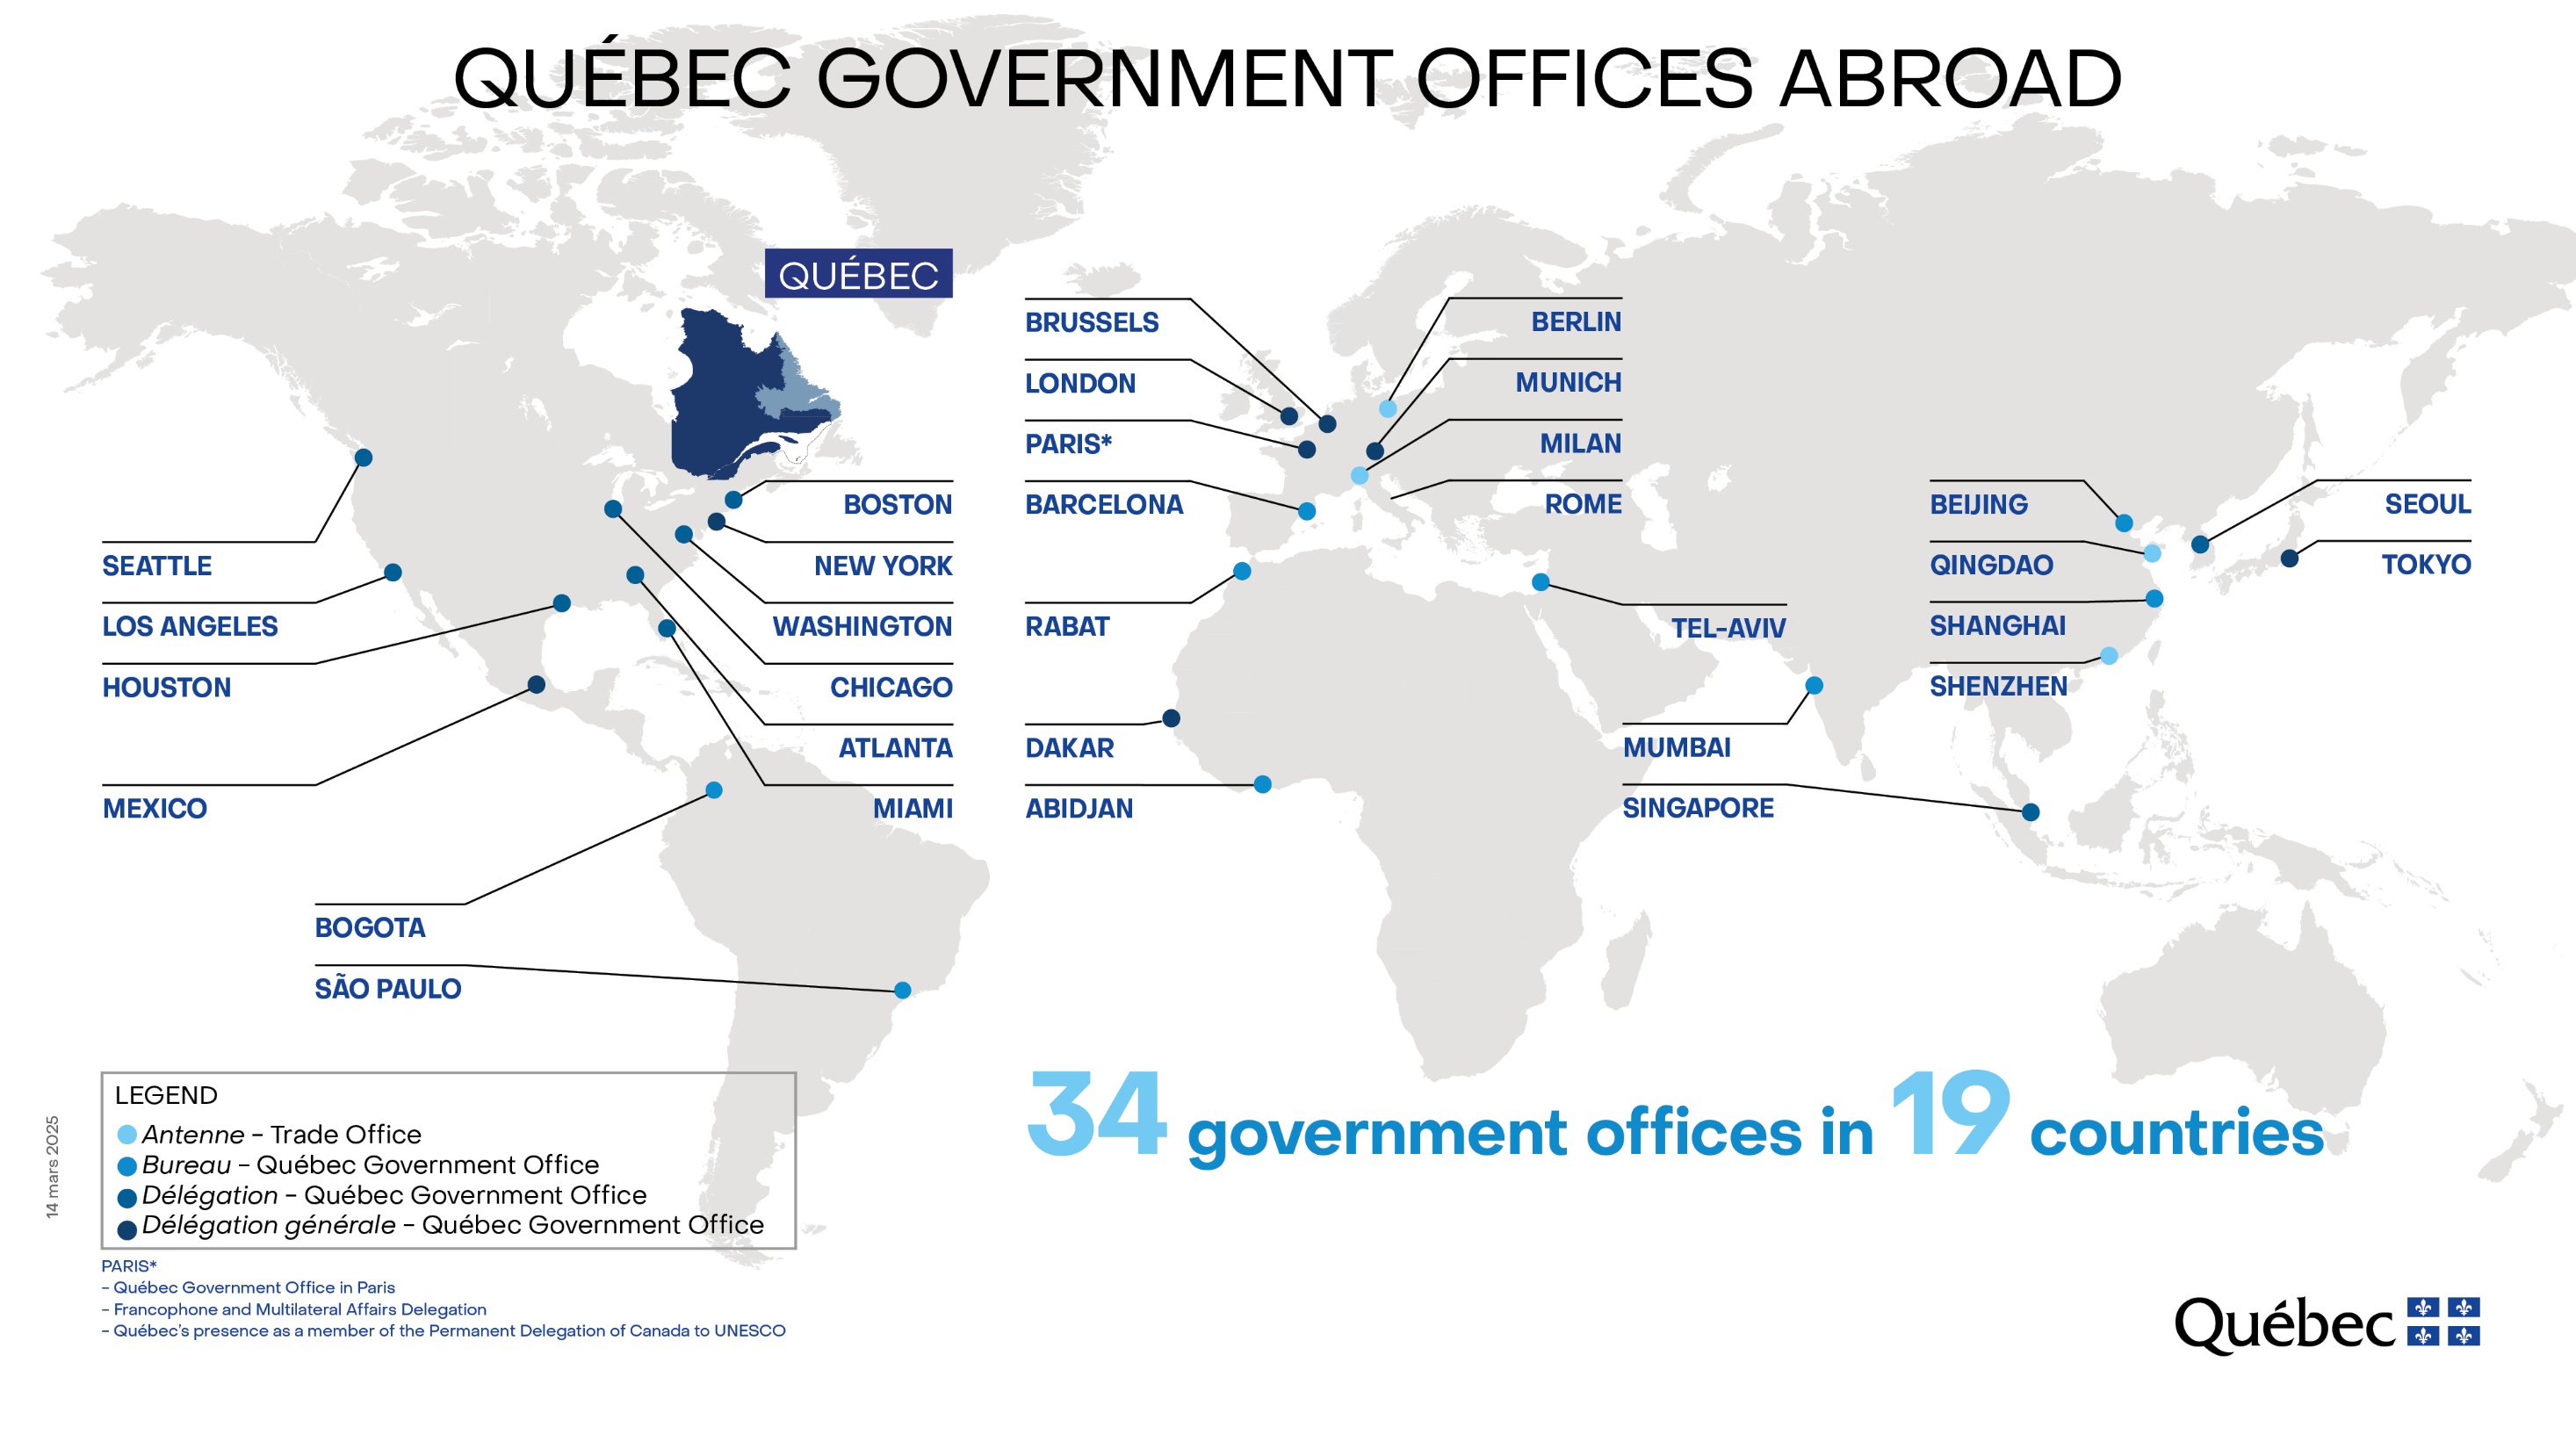 QUÉBEC GOVERNMENT OFFICES ABROAD
QUÉBEC
SEATTLE
LOS ANGELES
HOUSTON
MEXICO
BOGOTA
SÃO PAULO
BOSTON
NEW YORK
WASHINGTON
CHICAGO
ATLANTA
MIAMI
BRUSSELS
LONDON
PARIS*
BARCELONA
RABAT
DAKAR
ABIDJAN
BERLIN
MUNICH
MILAN
ROME
TEL-AVIV
MUMBAI
SINGAPORE
BEIJING
QINGDAO
SHANGHAI
SHENZHEN
SEOUL
TOKYO
34 government offices in 19 countries
LEGEND
Antenne – Trade Office
Bureau – Québec Government Office
Délégation – Québec Government Office
Délégation générale – Québec Government Office
PARIS*
– Québec Government Office in Paris
– Francophone and Multilateral Affairs Delegation
– Québec's presence as a member of the Permanent Delegation of Canada to UNESCO
14 mars 2025
Québec